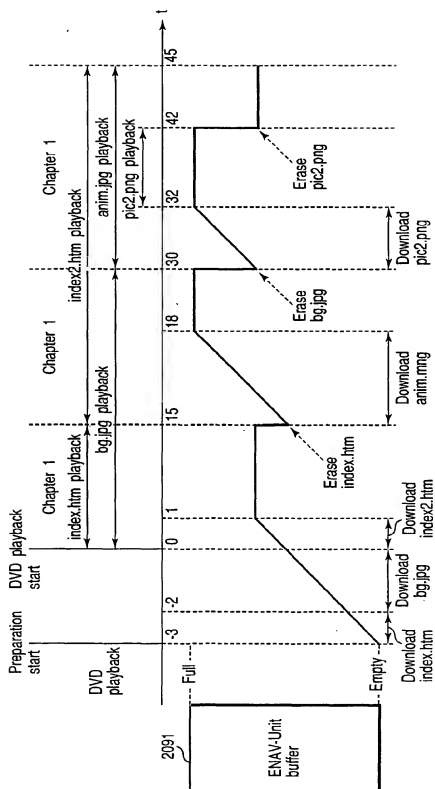 Preparation
start
DVD playback
start
DVD
playback
Chapter 1
Chapter 1
Chapter 1
index.htm playback
index2.htm playback
bg.jpg playback
anim.jpg playback
pic2.png playback
t
-3
-2
0
1
15
18
30
32
42
45
2091
Full
Empty
ENAV-Unit
buffer
Erase
index.htm
Erase
bg.jpg
Erase
pic2.png
Download
index.htm
Download
bg.jpg
Download
index2.htm
Download
anim.mng
Download
pic2.png